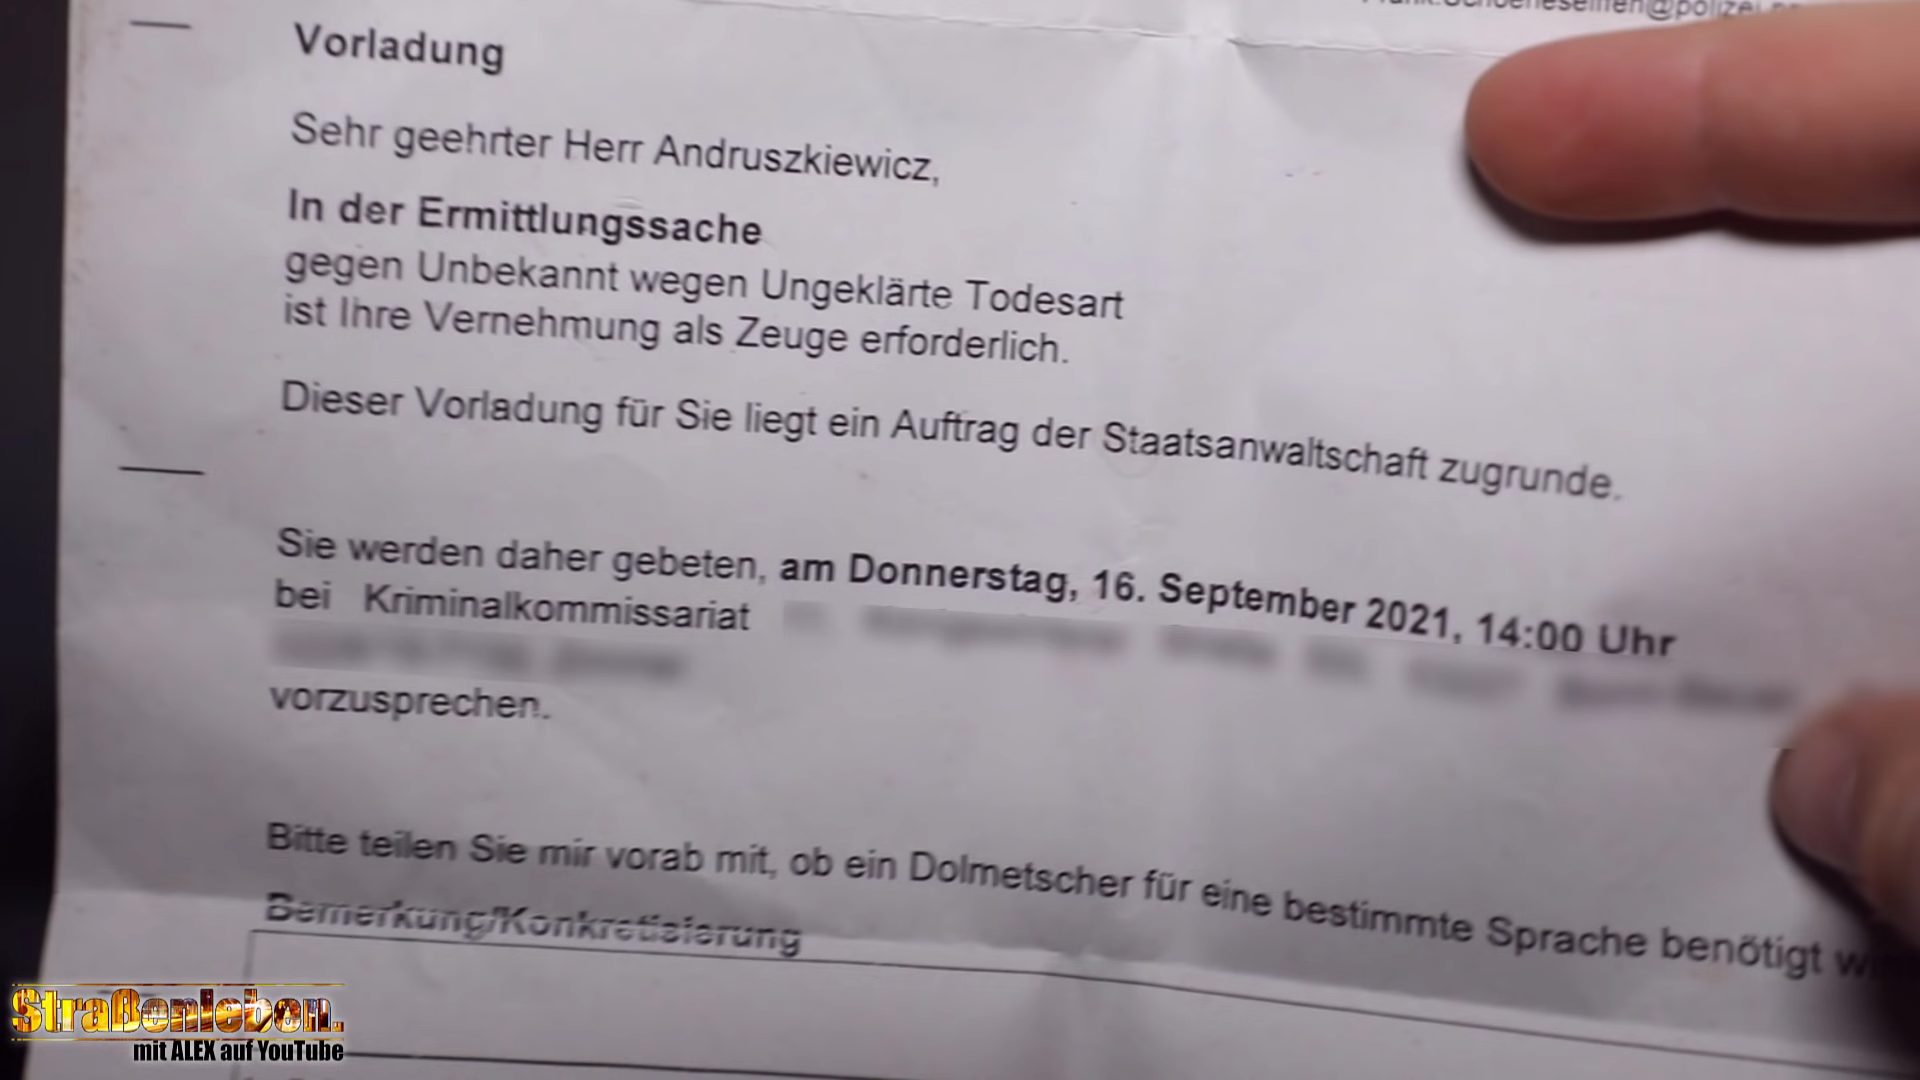 Vorladung
Sehr geehrter Herr Andruszkiewicz,
In der Ermittlungssache
gegen Unbekannt wegen Ungeklärte Todesart
ist Ihre Vernehmung als Zeuge erforderlich.
Dieser Vorladung für Sie liegt ein Auftrag der Staatsanwaltschaft zugrunde.
Sie werden daher gebeten, am Donnerstag, 16. September 2021, 14:00 Uhr
bei Kriminalkommissariat
vorzusprechen.
Bitte teilen Sie mir vorab mit, ob ein Dolmetscher für eine bestimmte Sprache benötigt
Bemerkung/Konkretisierung
Straßenleben.
mit ALEX auf YouTube